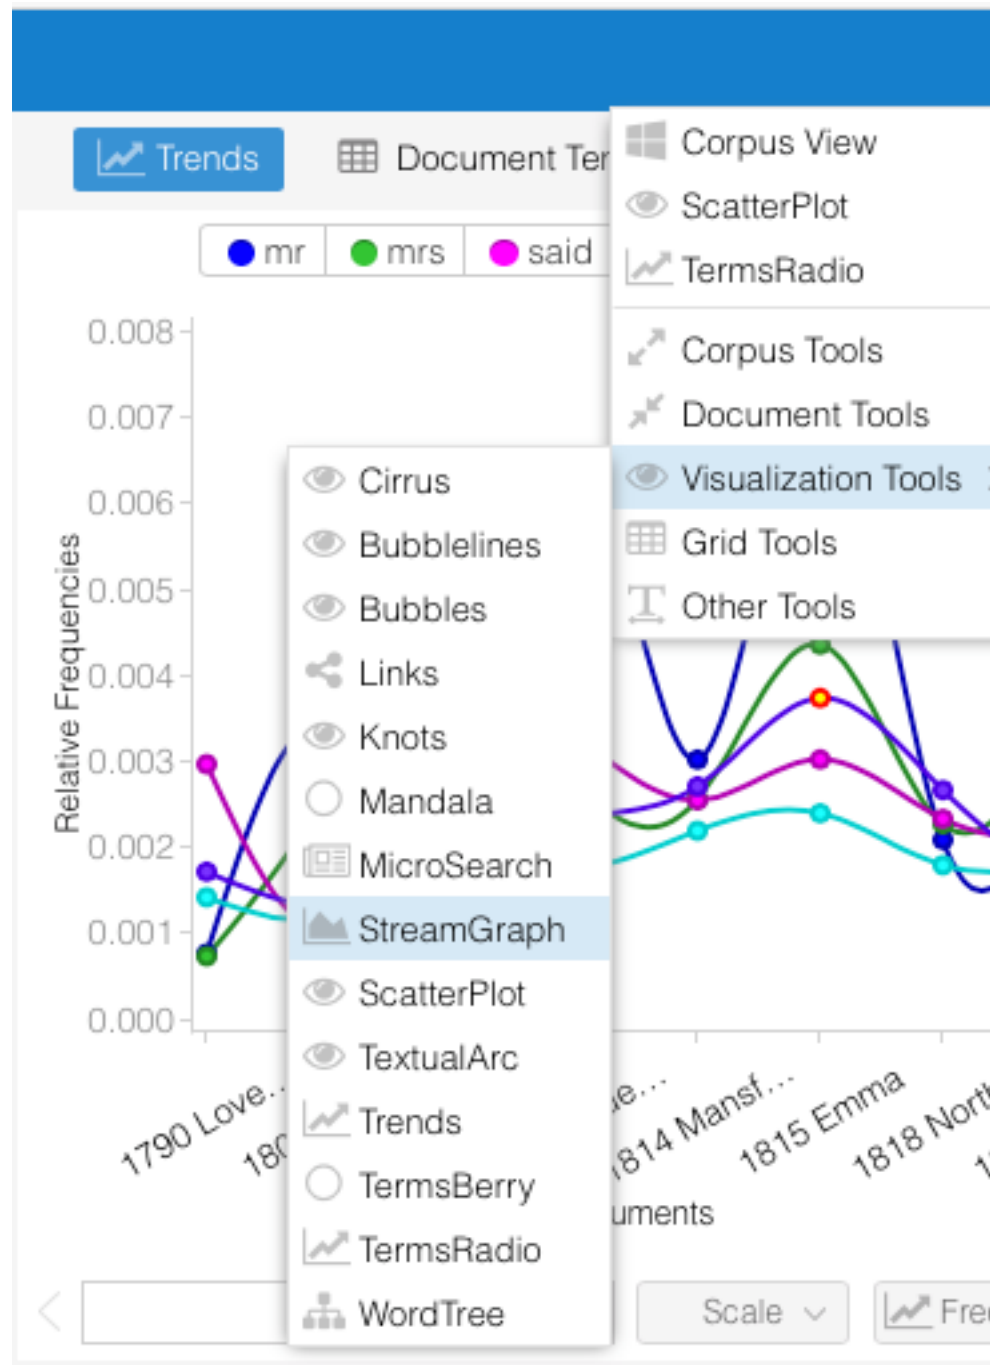 Trends
Document Ter
mr
mrs
said
Corpus View
ScatterPlot
TermsRadio
Corpus Tools
Document Tools
Visualization Tools
Grid Tools
Other Tools
Cirrus
Bubblelines
Bubbles
Links
Knots
Mandala
MicroSearch
StreamGraph
ScatterPlot
TextualArc
Trends
TermsBerry
TermsRadio
WordTree
Relative Frequencies
0.008
0.007
0.006
0.005
0.004
0.003
0.002
0.001
0.000
1790 Love...
180
1814 Mansf...
1815 Emma
1818 North
uments
Scale
Fre